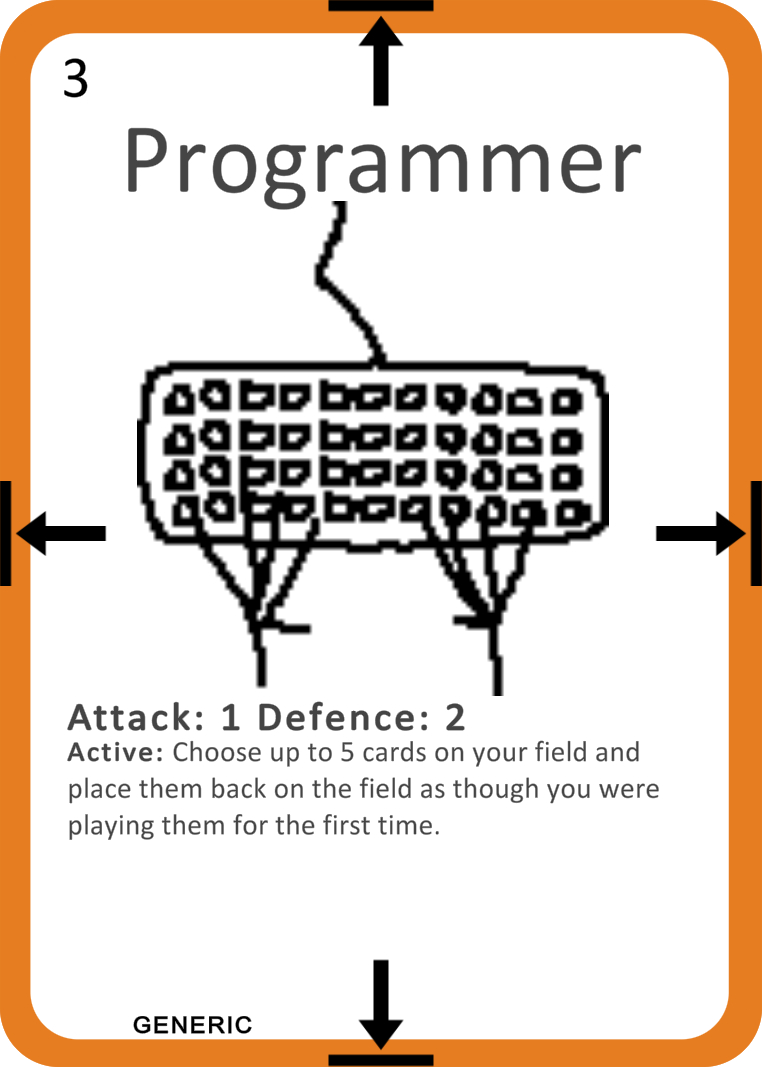 3
Programmer
Attack: 1 Defence: 2
Active: Choose up to 5 cards on your field and
place them back on the field as though you were
playing them for the first time.
GENERIC